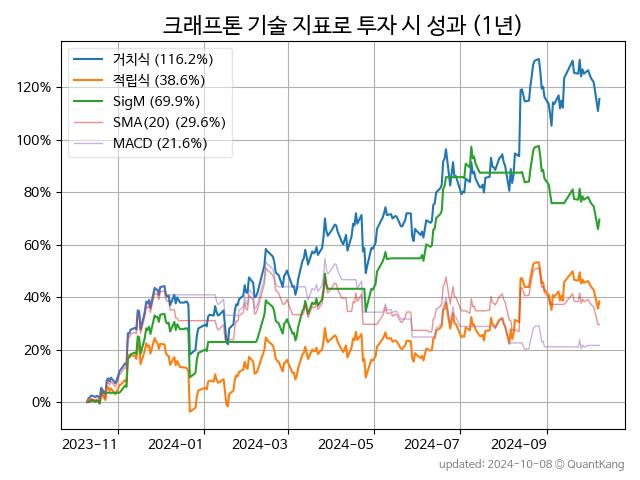 크래프톤 기술 지표로 투자 시 성과 (1년)
거치식 (116.2%)
적립식 (38.6%)
SigM (69.9%)
SMA(20) (29.6%)
MACD (21.6%)
120%
100%
80%
60%
40%
20%
0%
2023-11 2024-01 2024-03 2024-05 2024-07 2024-09
updated: 2024-10-08 © QuantKang